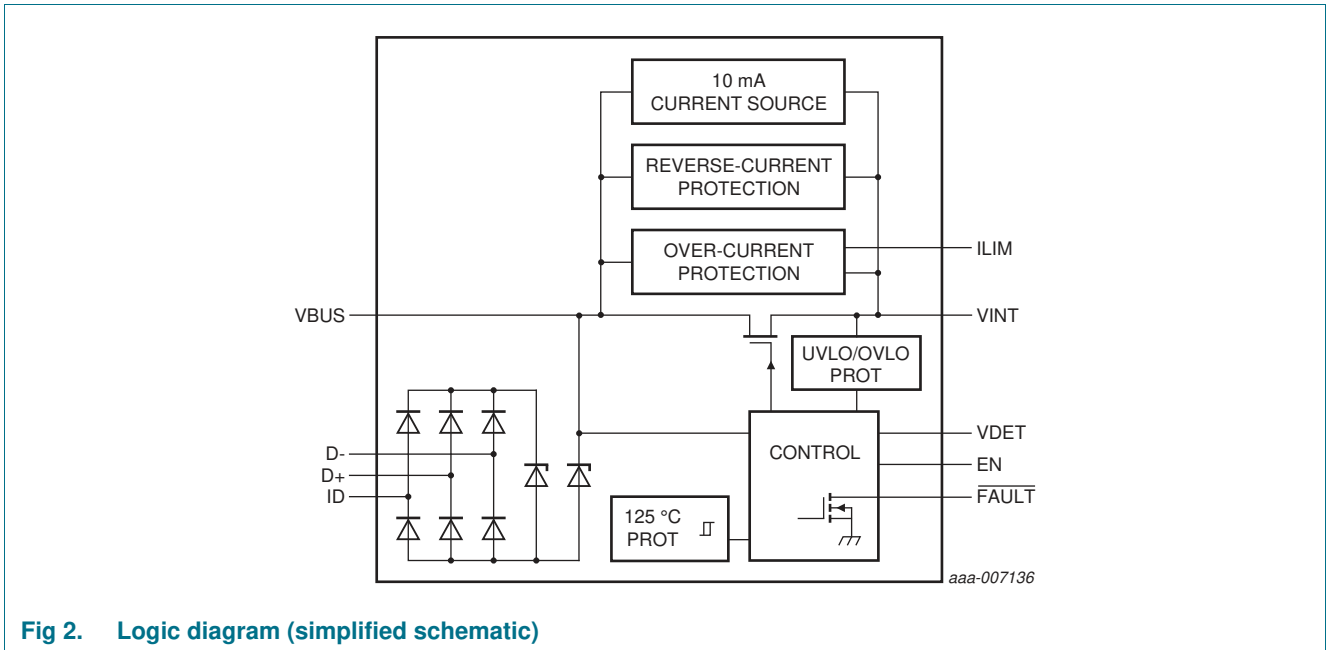 10 mA
CURRENT SOURCE
REVERSE-CURRENT
PROTECTION
OVER-CURRENT
PROTECTION
ILIM
VBUS
VINT
UVLO/OVLO
PROT
D-
D+
ID
CONTROL
VDET
EN
FAULT
125 °C
PROT
aaa-007136
Fig 2. Logic diagram (simplified schematic)